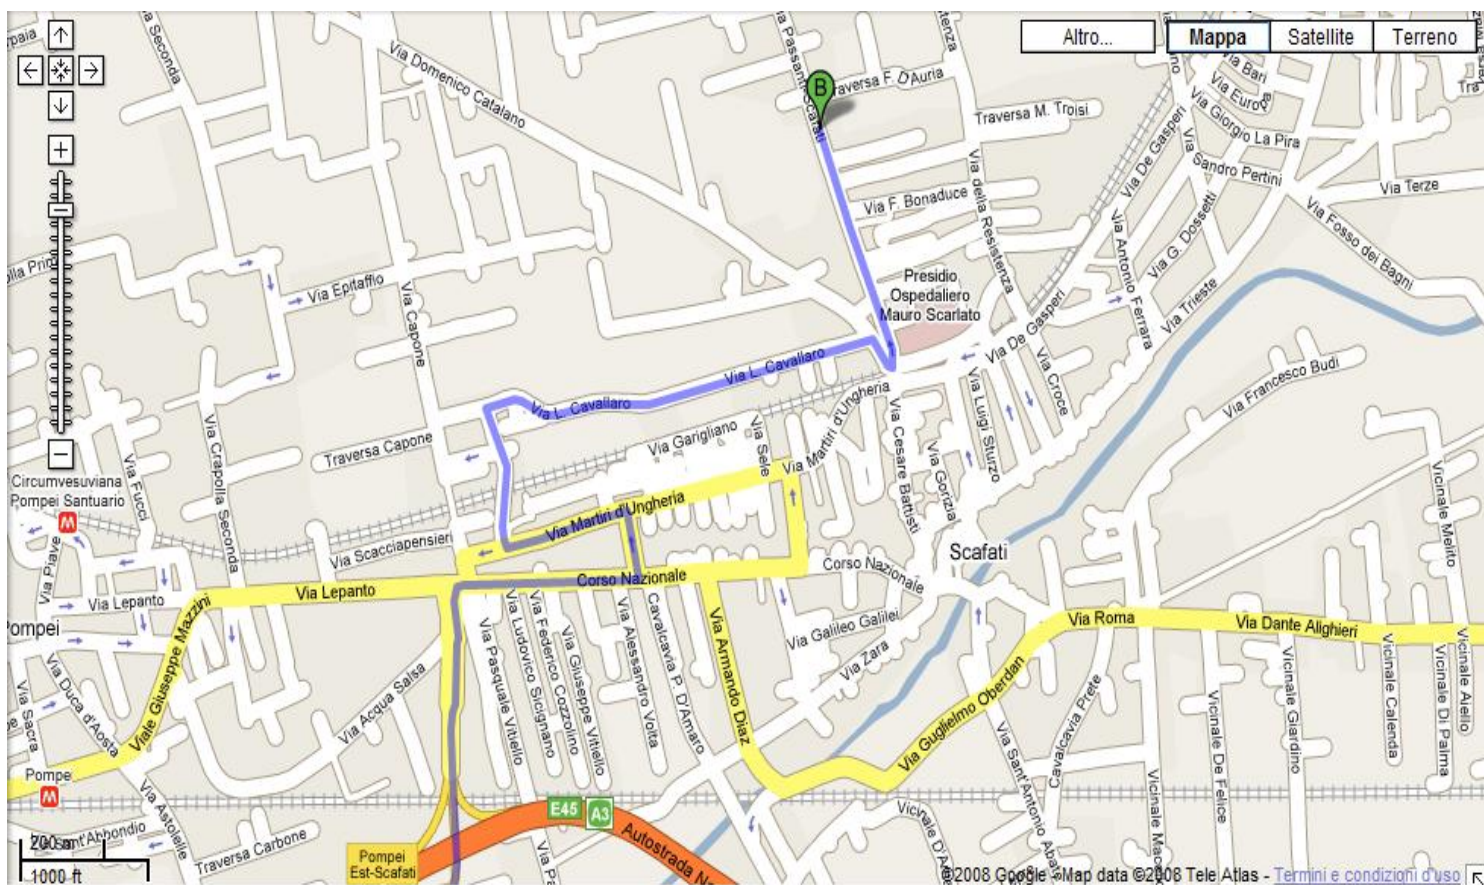 Altro...
Mappa
Satellite
Terreno
Via Domenico Catalano
Via Passanti Scafati
B
Traversa F. D'Auria
Traversa M. Troisi
Via Bari
Via Europa
Via Giorgio La Pira
Via Sandro Pertini
Via Terze
Via De Gasperi
Via F. Bonaduce
Via della Resistenza
Via Antonio Ferrara
Via G. Dossetti
Via Fosso dei Bagni
Via Epitaffio
Via Capone
Presidio
Ospedaliero
Mauro Scarlato
Via De Gasperi
Via Trieste
Via L. Cavallaro
Via L. Cavallaro
Via Croce
Via Luigi Sturzo
Via Francesco Budi
Traversa Capone
Via Garigliano
Via Sele
Via Martiri d'Ungheria
Via Cesare Battisti
Via Gorizia
Via Crapolla Seconda
Via Fucci
Circumvesuviana
Pompei Santuario
M
Via Martiri d'Ungheria
Via Scacciapensieri
Vicinale Melito
Scafati
Via Piave
Via Lepanto
Via Lepanto
Corso Nazionale
Corso Nazionale
Pompei
Viale Giuseppe Mazzini
Via Galileo Galilei
Via Zara
Via Roma
Via Dante Alighieri
Via Duca d'Aosta
Via Sacra
Via Acqua Salsa
Via Pasquale Vitiello
Via Ludovico Sicignano
Via Federico Cozzolino
Via Giuseppe Vitiello
Via Alessandro Volta
Cavalcavia P. D'Amaro
Via Armando Diaz
Via Guglielmo Oberdan
Cavalcavia Prete
Via Sant'Antonio Abate
Vicinale De Felice
Vicinale Giardino
Vicinale Calenda
Vicinale Di Palma
Vicinale Aiello
Pompe
M
Via Astolelle
Traversa Carbone
E45
A3
Autostrada
Pompei
Est-Scafati
200 m
1000 ft
©2008 Google - Map data ©2008 Tele Atlas - Termini e condizioni d'uso